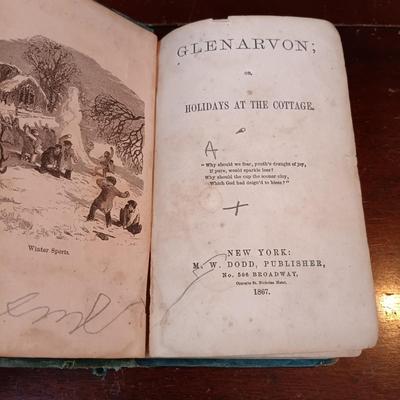 Winter Sports.
GLENARVON;
OR,
HOLIDAYS AT THE COTTAGE.
A
"Why should we fear, youth's draught of joy,
If pure, would sparkle less?
Why should the cup the sooner cloy,
Which God had deign'd to bless?"
NEW YORK:
M. W. DODD, PUBLISHER,
No. 506 BROADWAY,
Opposite St. Nicholas Hotel.
1867.